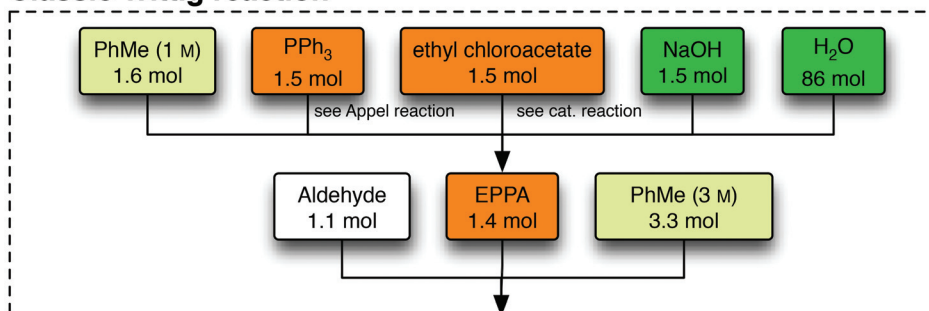 Classic Wittig reaction
PhMe (1 M)
1.6 mol
PPh3
1.5 mol
ethyl chloroacetate
1.5 mol
NaOH
1.5 mol
H2O
86 mol
see Appel reaction
see cat. reaction
Aldehyde
1.1 mol
EPPA
1.4 mol
PhMe (3 M)
3.3 mol